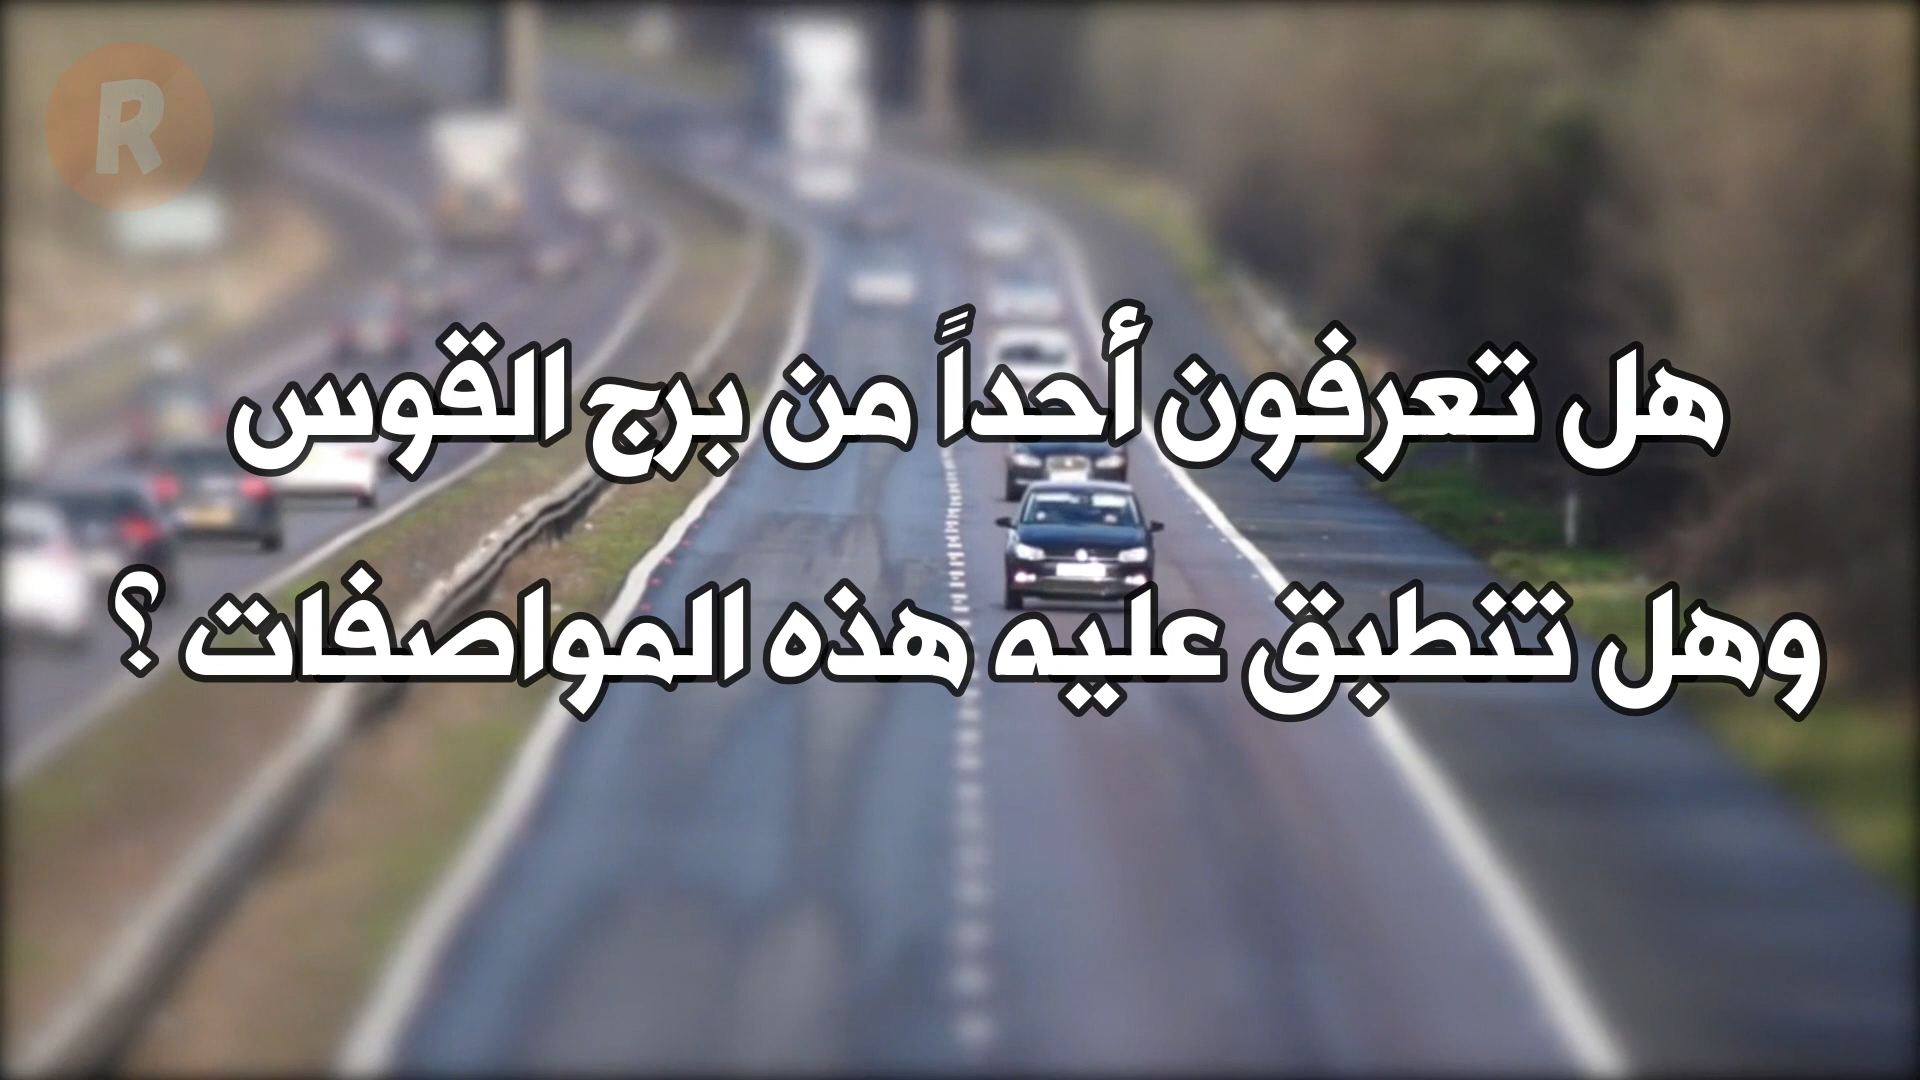 R
هل تعرفون أحداً من برج القوس
وهل تنطبق عليه هذه المواصفات ؟